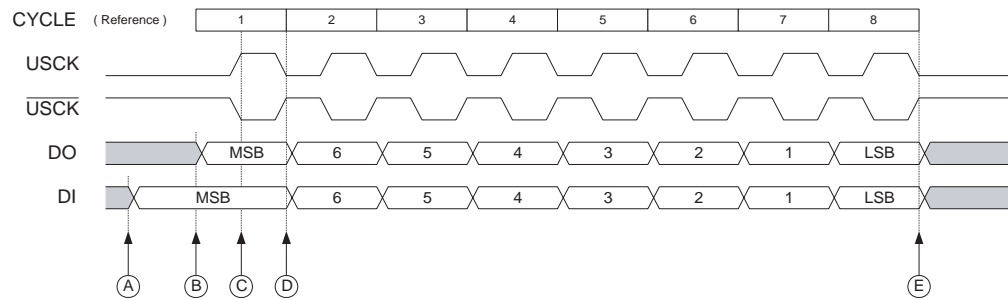 CYCLE ( Reference ) 1 2 3 4 5 6 7 8
USCK
USCK
DO MSB 6 5 4 3 2 1 LSB
DI MSB 6 5 4 3 2 1 LSB
A B C D E